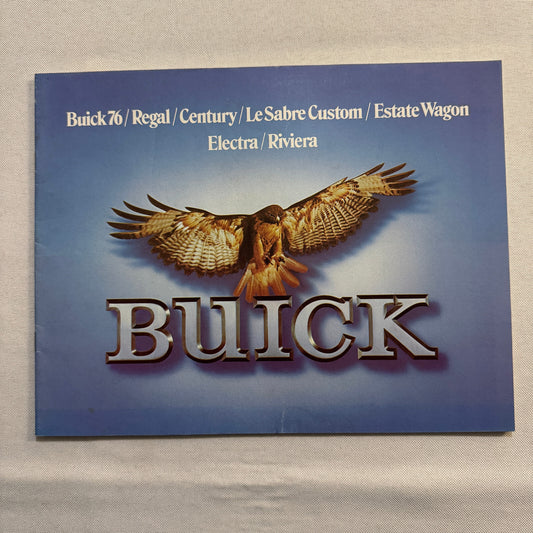 Buick 76/Regal/Century/Le Sabre Custom/Estate Wagon
Electra/Riviera
BUICK